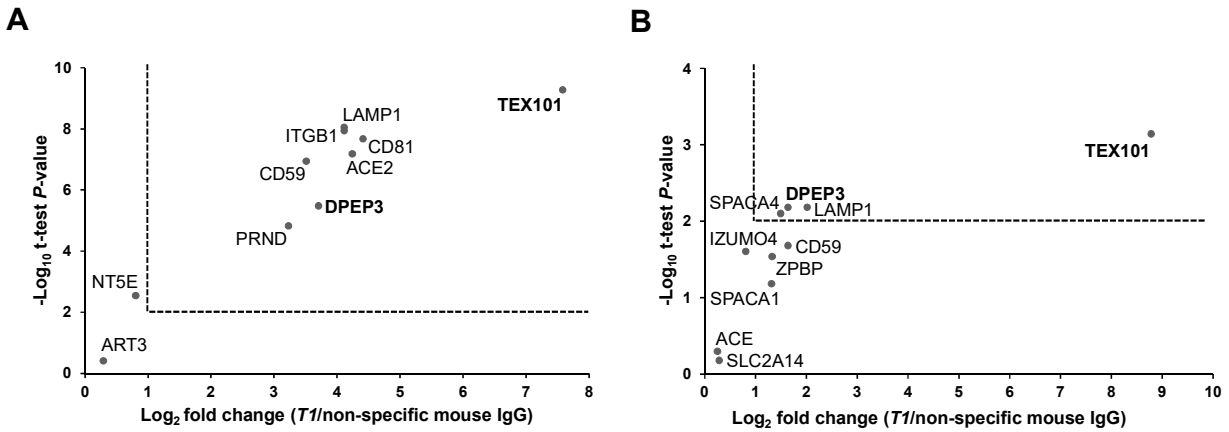 A
10
8
6
4
2
0
-Log10 t-test P-value
TEX101
LAMP1
ITGB1
CD81
ACE2
CD59
DPEP3
PRND
NT5E
ART3
0 1 2 3 4 5 6 7 8
Log2 fold change (T1/non-specific mouse IgG)
B
4
3
2
1
0
-Log10 t-test P-value
TEX101
DPEP3
SPACA4
LAMP1
IZUMO4
CD59
ZPBP
SPACA1
ACE
SLC2A14
0 1 2 3 4 5 6 7 8 9 10
Log2 fold change (T1/non-specific mouse IgG)